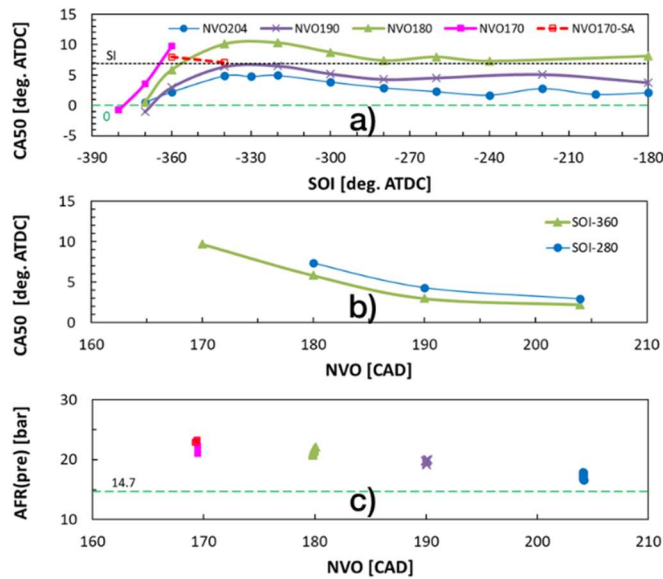 NVO204 NVO190 NVO180 NVO170 NVO170-SA
15
10
SI
5
0
0
-5
CA50 [deg. ATDC]
a)
-390 -360 -330 -300 -270 -240 -210 -180
SOI [deg. ATDC]
15
10
5
0
CA50 [deg. ATDC]
SOI-360
SOI-280
b)
160 170 180 190 200 210
NVO [CAD]
30
20
14.7
10
AFR(pre) [bar]
c)
160 170 180 190 200 210
NVO [CAD]